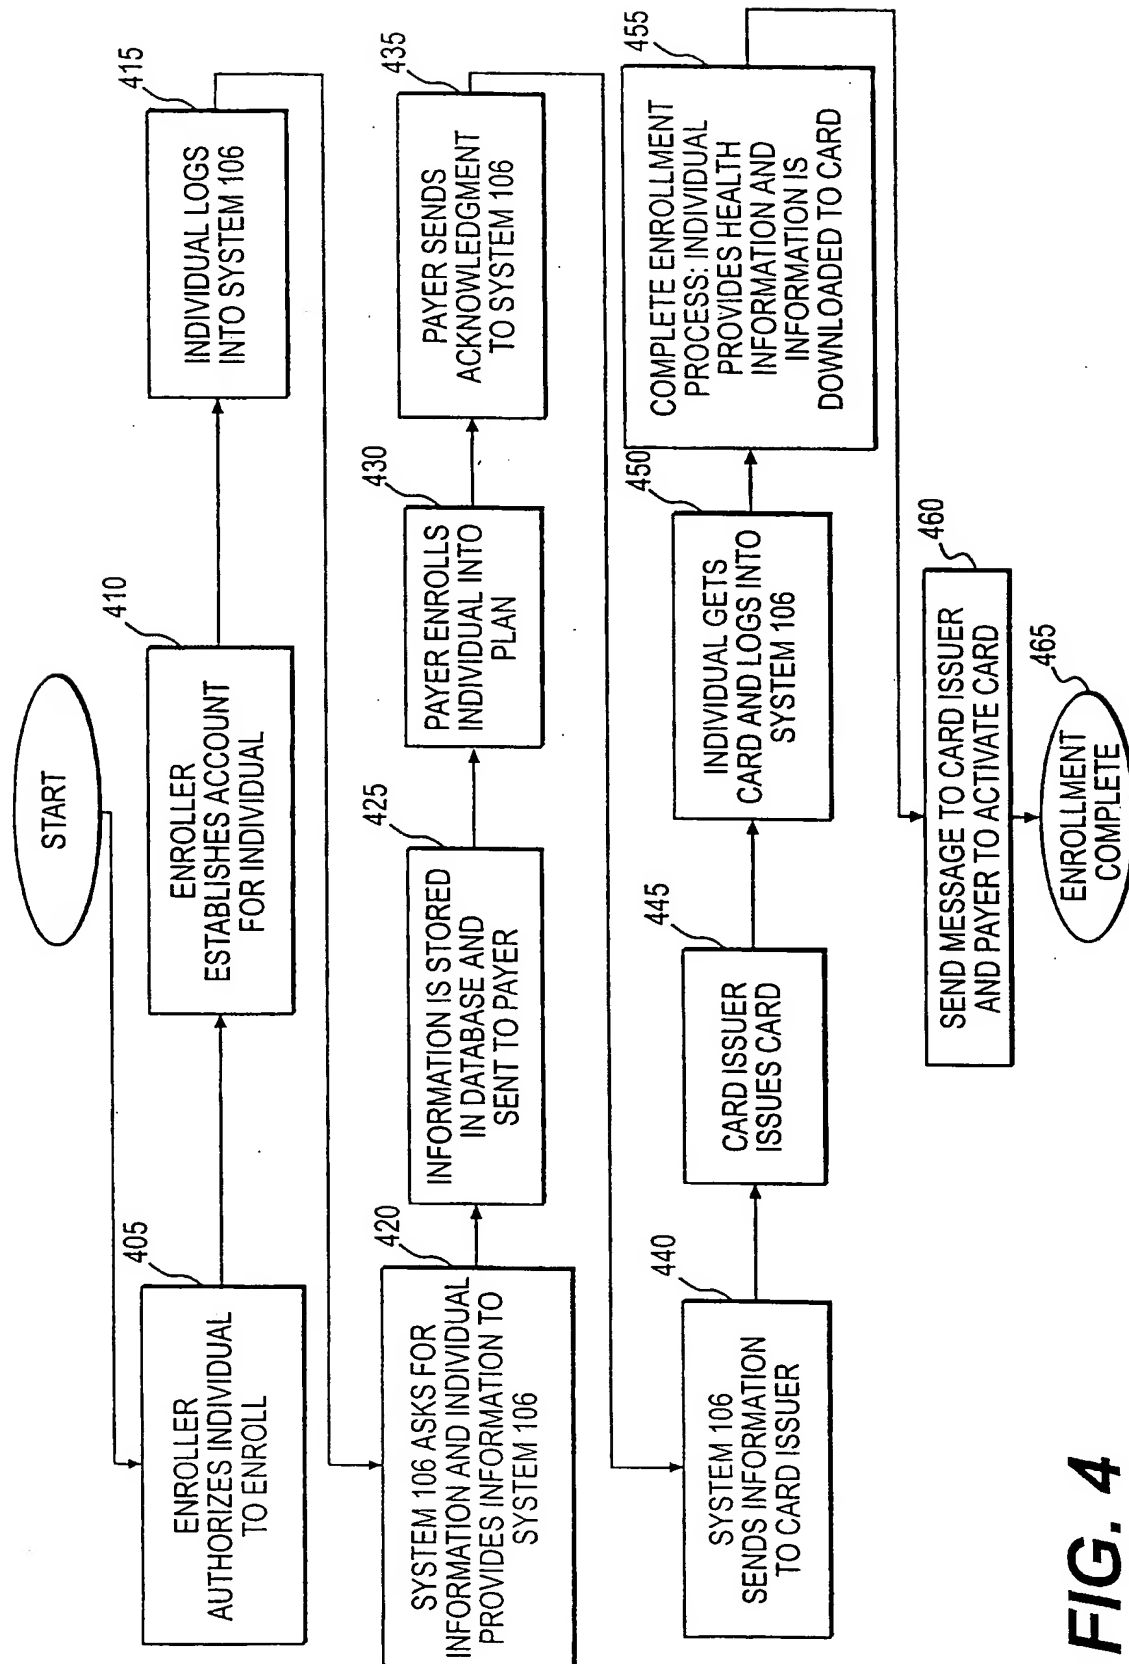 START
405
ENROLLER
AUTHORIZES INDIVIDUAL
TO ENROLL
410
ENROLLER
ESTABLISHES ACCOUNT
FOR INDIVIDUAL
415
INDIVIDUAL LOGS
INTO SYSTEM 106
420
SYSTEM 106 ASKS FOR
INFORMATION AND INDIVIDUAL
PROVIDES INFORMATION TO
SYSTEM 106
425
INFORMATION IS STORED
IN DATABASE AND
SENT TO PAYER
430
PAYER ENROLLS
INDIVIDUAL INTO
PLAN
435
PAYER SENDS
ACKNOWLEDGMENT
TO SYSTEM 106
440
SYSTEM 106
SENDS INFORMATION
TO CARD ISSUER
445
CARD ISSUER
ISSUES CARD
450
INDIVIDUAL GETS
CARD AND LOGS INTO
SYSTEM 106
455
COMPLETE ENROLLMENT
PROCESS: INDIVIDUAL
PROVIDES HEALTH
INFORMATION AND
INFORMATION IS
DOWNLOADED TO CARD
460
SEND MESSAGE TO CARD ISSUER
AND PAYER TO ACTIVATE CARD
465
ENROLLMENT
COMPLETE
FIG. 4